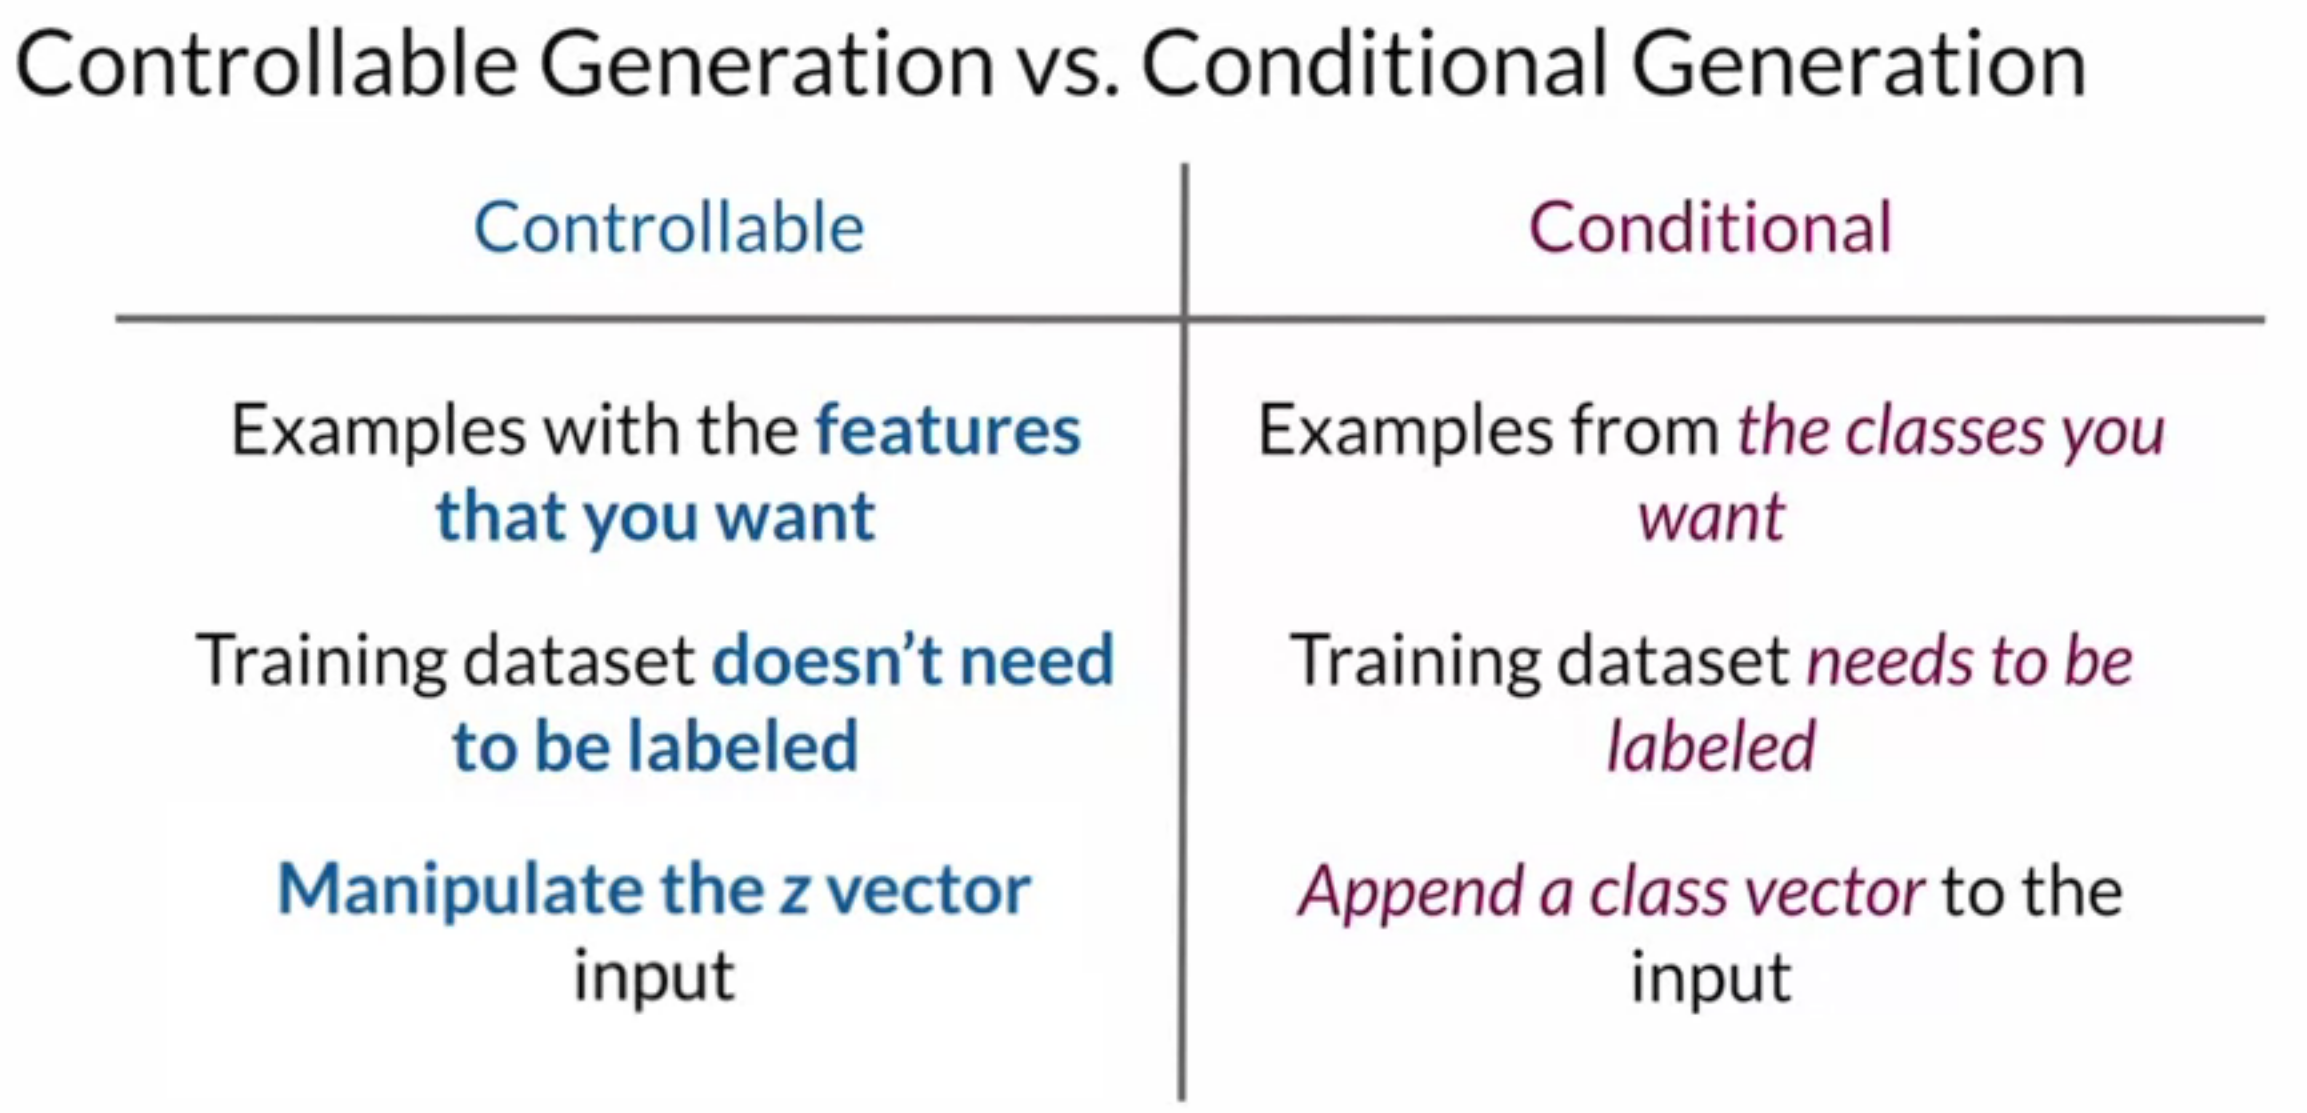 Controllable Generation vs. Conditional Generation
Controllable
Conditional
Examples with the features
that you want
Examples from the classes you
want
Training dataset doesn’t need
to be labeled
Training dataset needs to be
labeled
Manipulate the z vector
input
Append a class vector to the
input